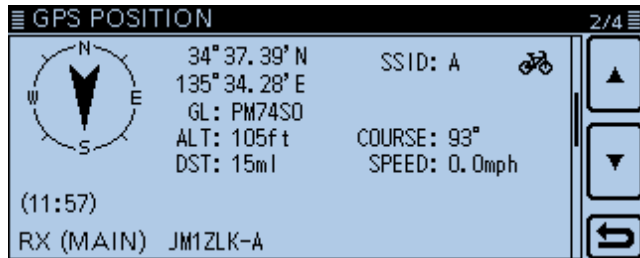 GPS POSITION 2/4
N
W E
S
34°37.39'N SSID: A
135°34.28'E
GL: PM74SO
ALT: 105ft COURSE: 93°
DST: 15ml SPEED: 0.0mph
(11:57)
RX (MAIN) JM1ZLK-A